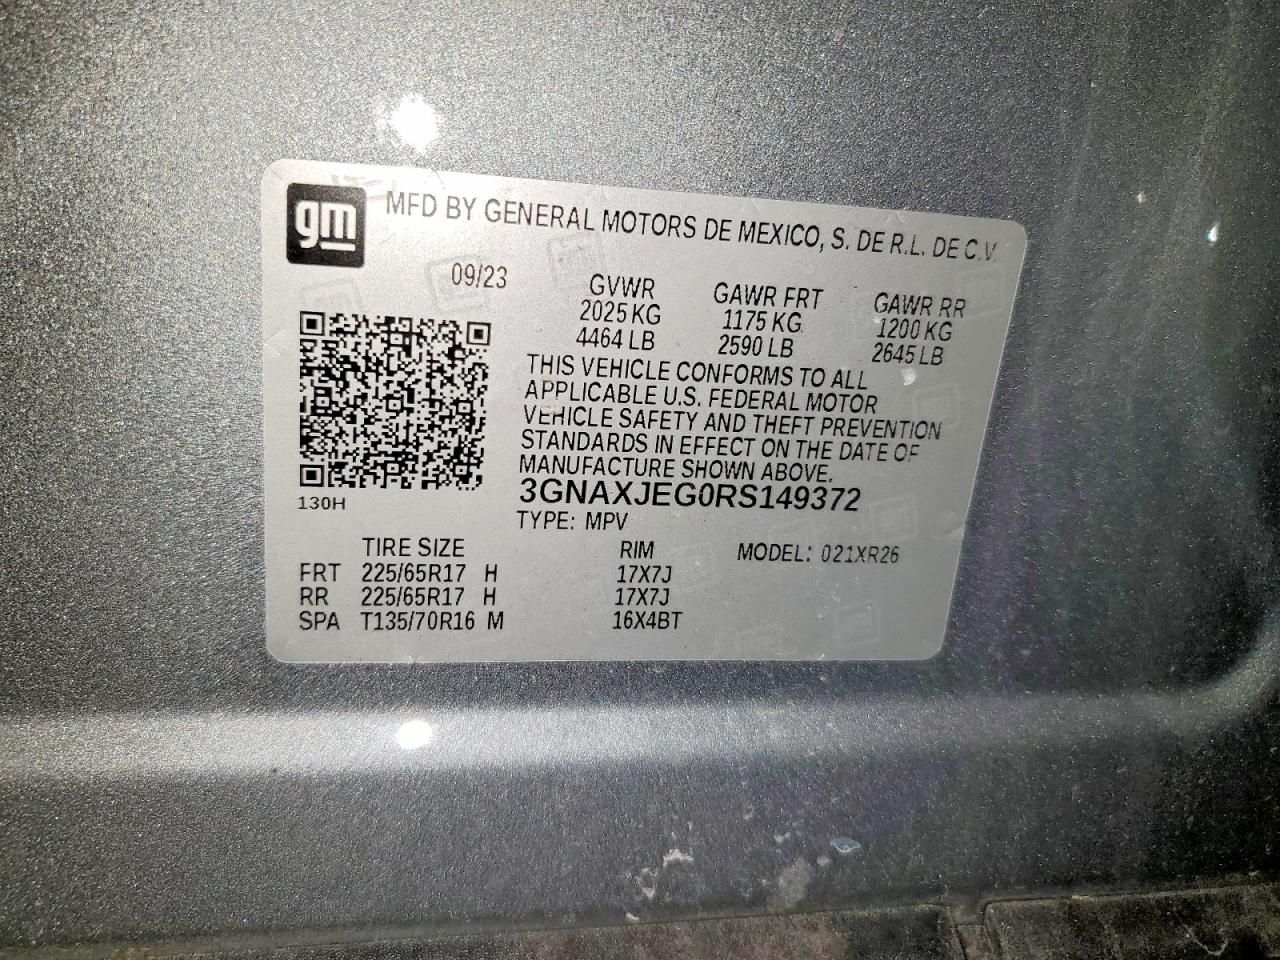 gm
MFD BY GENERAL MOTORS DE MEXICO, S. DE R.L. DE C.V.
09/23
GVWR GAWR FRT GAWR RR
2025 KG 1175 KG 1200 KG
4464 LB 2590 LB 2645 LB
THIS VEHICLE CONFORMS TO ALL
APPLICABLE U.S. FEDERAL MOTOR
VEHICLE SAFETY AND THEFT PREVENTION
STANDARDS IN EFFECT ON THE DATE OF
MANUFACTURE SHOWN ABOVE.
3GNAXJEG0RS149372
130H
TYPE: MPV
TIRE SIZE RIM MODEL: 021XR26
FRT 225/65R17 H 17X7J
RR 225/65R17 H 17X7J
SPA T135/70R16 M 16X4BT